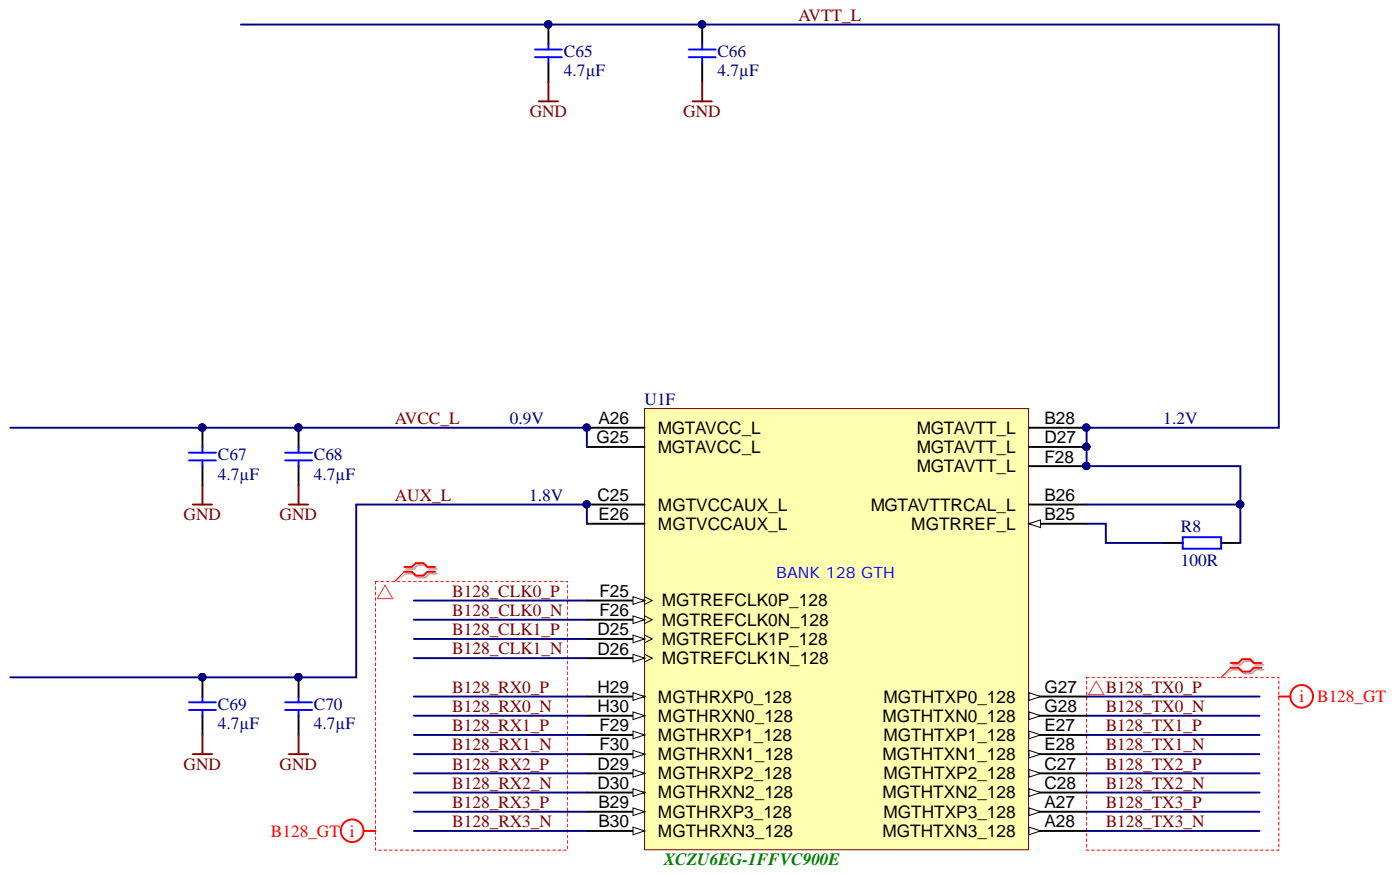 AVTT_L
C65
4.7µF
GND
C66
4.7µF
GND
U1F
AVCC_L
0.9V
C67
4.7µF
GND
C68
4.7µF
GND
AUX_L
1.8V
C69
4.7µF
GND
C70
4.7µF
GND
A26 MGTAVCC_L
G25 MGTAVCC_L
C25 MGTVCCAUX_L
E26 MGTVCCAUX_L
MGTAVTT_L B28 1.2V
MGTAVTT_L D27
MGTAVTT_L F28
MGTAVTTRCAL_L B26
MGTRREF_L B25
R8
100R
BANK 128 GTH
B128_CLK0_P F25 MGTREFCLK0P_128
B128_CLK0_N F26 MGTREFCLK0N_128
B128_CLK1_P D25 MGTREFCLK1P_128
B128_CLK1_N D26 MGTREFCLK1N_128
B128_RX0_P H29 MGTHRXP0_128
B128_RX0_N H30 MGTHRXN0_128
B128_RX1_P F29 MGTHRXP1_128
B128_RX1_N F30 MGTHRXN1_128
B128_RX2_P D29 MGTHRXP2_128
B128_RX2_N D30 MGTHRXN2_128
B128_RX3_P B29 MGTHRXP3_128
B128_RX3_N B30 MGTHRXN3_128
B128_GT i
MGTHTXP0_128 G27 B128_TX0_P
MGTHTXN0_128 G28 B128_TX0_N
MGTHTXP1_128 E27 B128_TX1_P
MGTHTXN1_128 E28 B128_TX1_N
MGTHTXP2_128 C27 B128_TX2_P
MGTHTXN2_128 C28 B128_TX2_N
MGTHTXP3_128 A27 B128_TX3_P
MGTHTXN3_128 A28 B128_TX3_N
i B128_GT
XCZU6EG-1FFVC900E